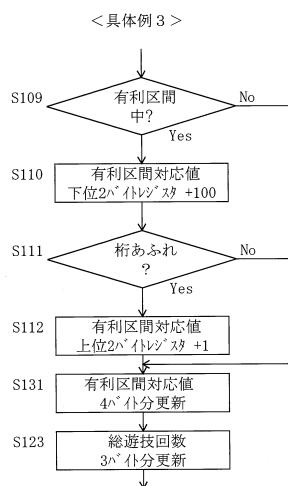 ＜具体例３＞
S109
有利区間
中?
No
Yes
S110
有利区間対応値
下位2ﾊﾞｲﾄﾚｼﾞｽﾀ +100
S111
桁あふれ
?
No
Yes
S112
有利区間対応値
上位2ﾊﾞｲﾄﾚｼﾞｽﾀ +1
S131
有利区間対応値
4ﾊﾞｲﾄ分更新
S123
総遊技回数
3ﾊﾞｲﾄ分更新